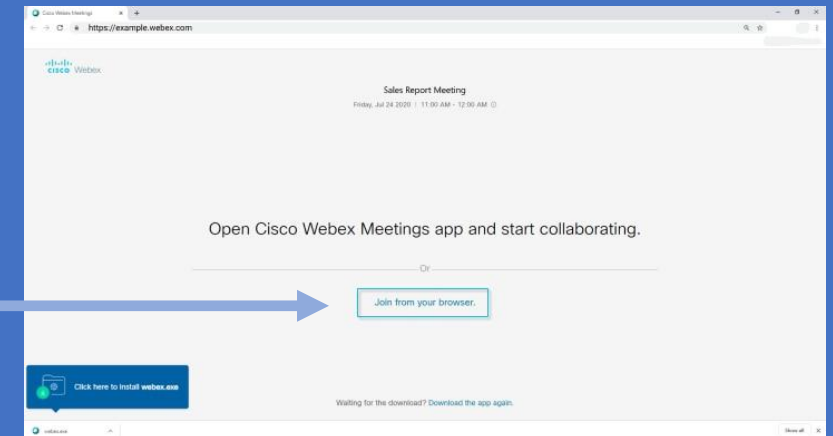 Cisco Webex Meetings
https://example.webex.com
CISCO Webex
Sales Report Meeting
Friday, Jul 24 2020 | 11:00 AM - 12:00 AM
Open Cisco Webex Meetings app and start collaborating.
Or
Join from your browser.
Click here to install webex.exe
Waiting for the download? Download the app again.
webex.exe
Show all